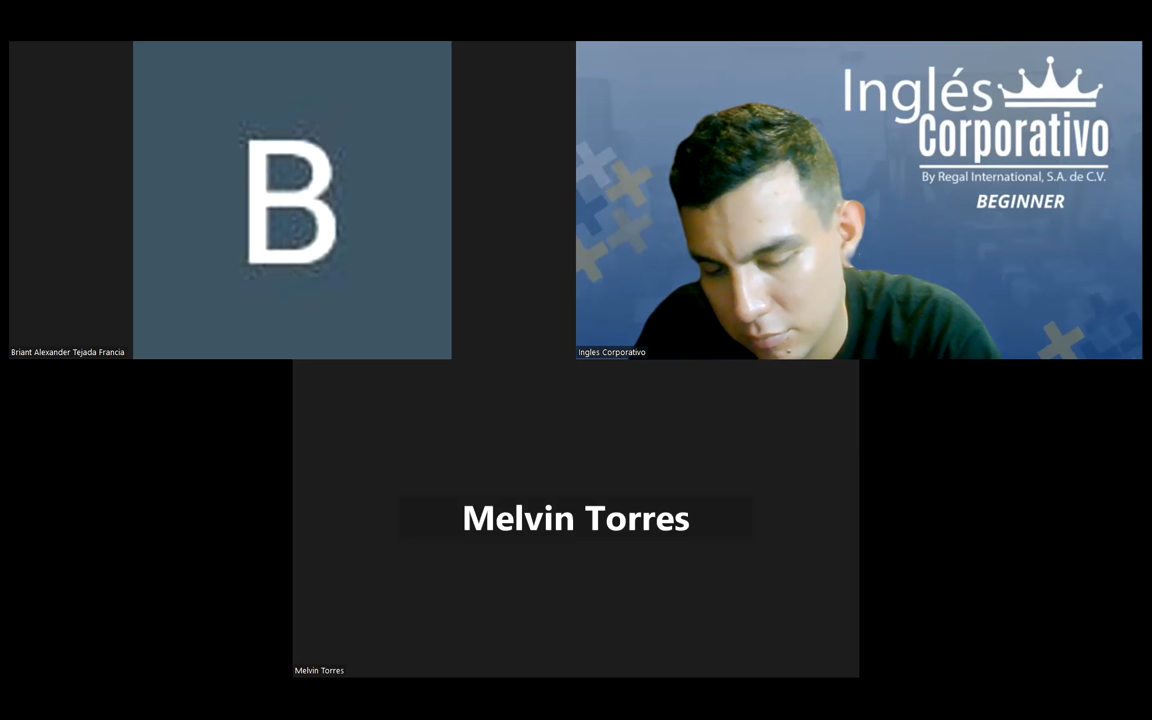 B
Briant Alexander Tejada Francia
Inglés
Corporativo
By Regal International, S.A. de C.V.
BEGINNER
Ingles Corporativo
Melvin Torres
Melvin Torres